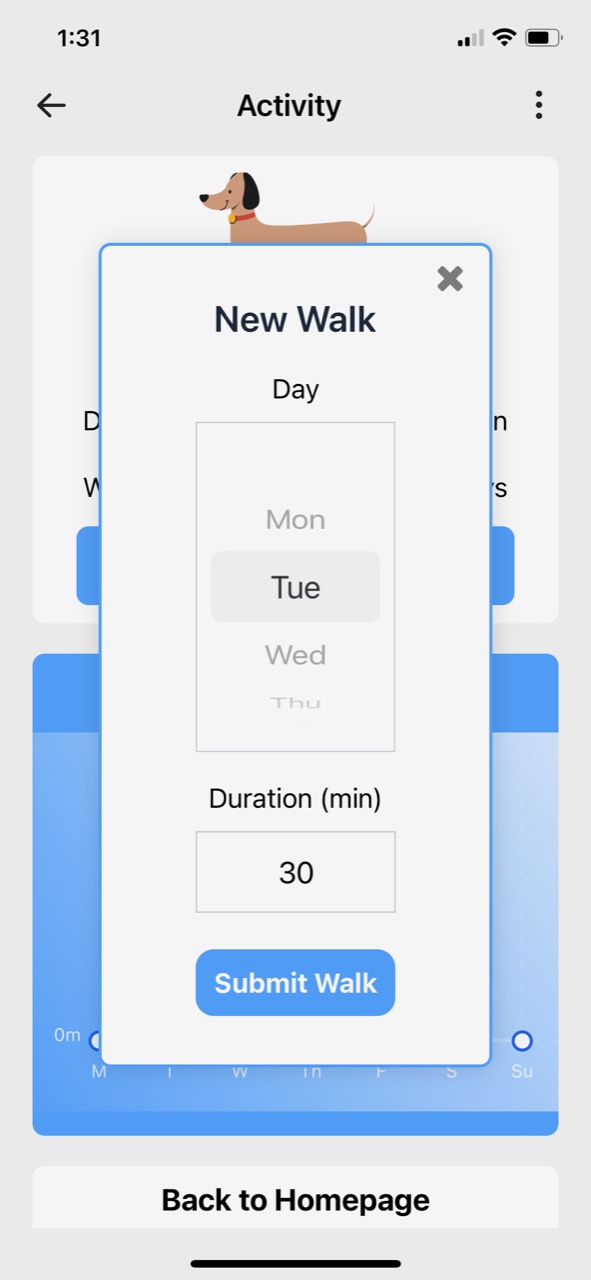 1:31
Activity
New Walk
Day
D
n
Mon
W
ys
Tue
Wed
Thu
Duration (min)
30
Submit Walk
0m
M T W Th F S Su
Back to Homepage